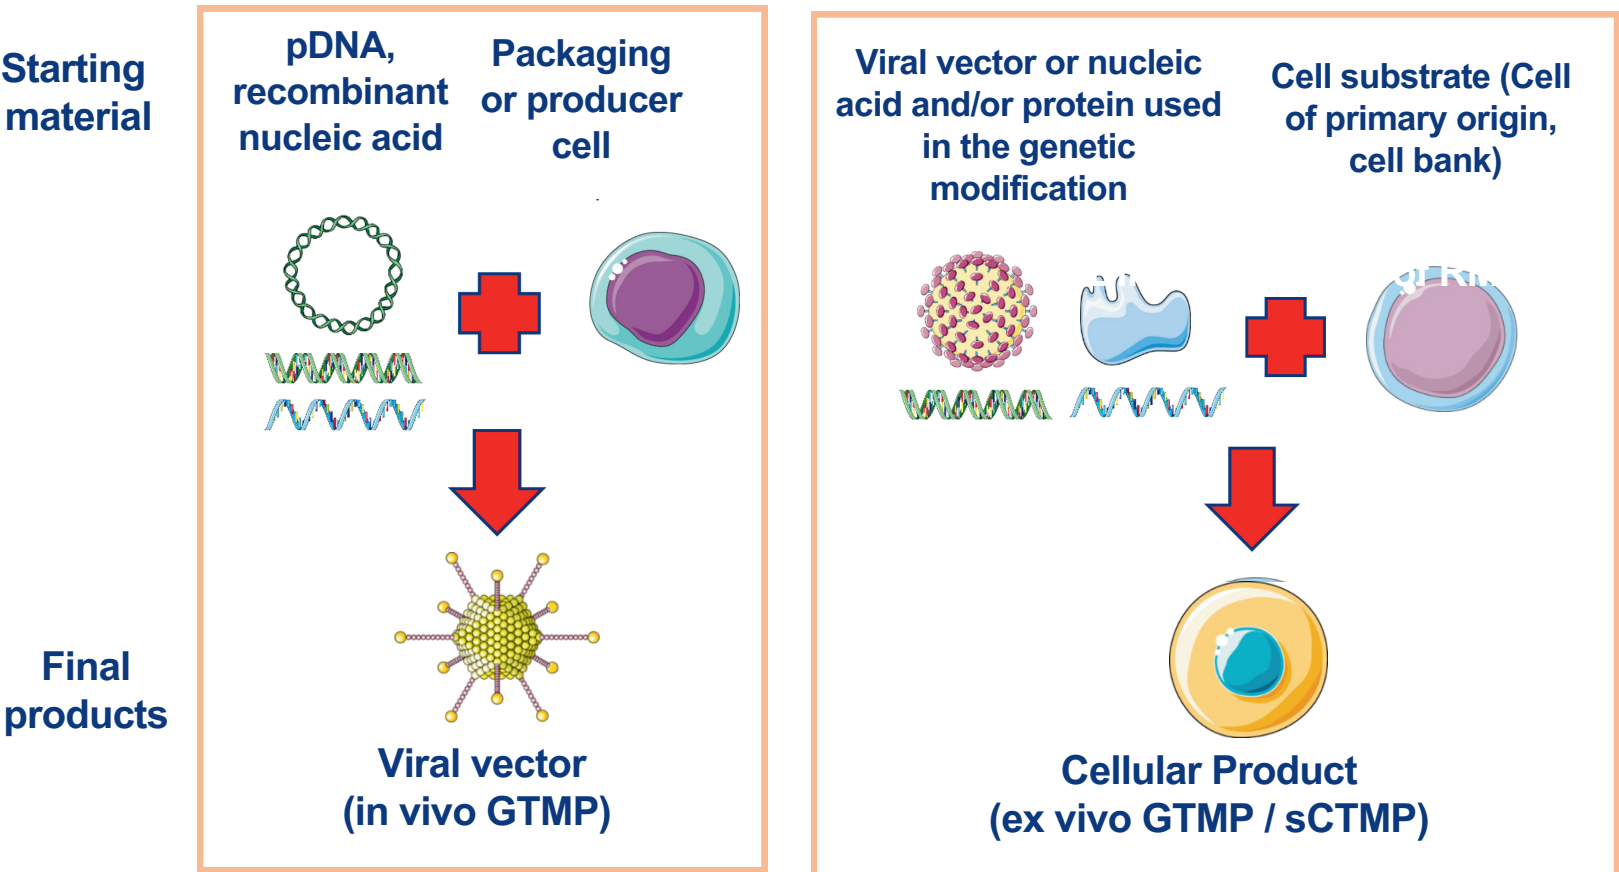 Starting
material
pDNA,
recombinant
nucleic acid
Packaging
or producer
cell
Viral vector or nucleic
acid and/or protein used
in the genetic
modification
Cell substrate (Cell
of primary origin,
cell bank)
Final
products
Viral vector
(in vivo GTMP)
Cellular Product
(ex vivo GTMP / sCTMP)